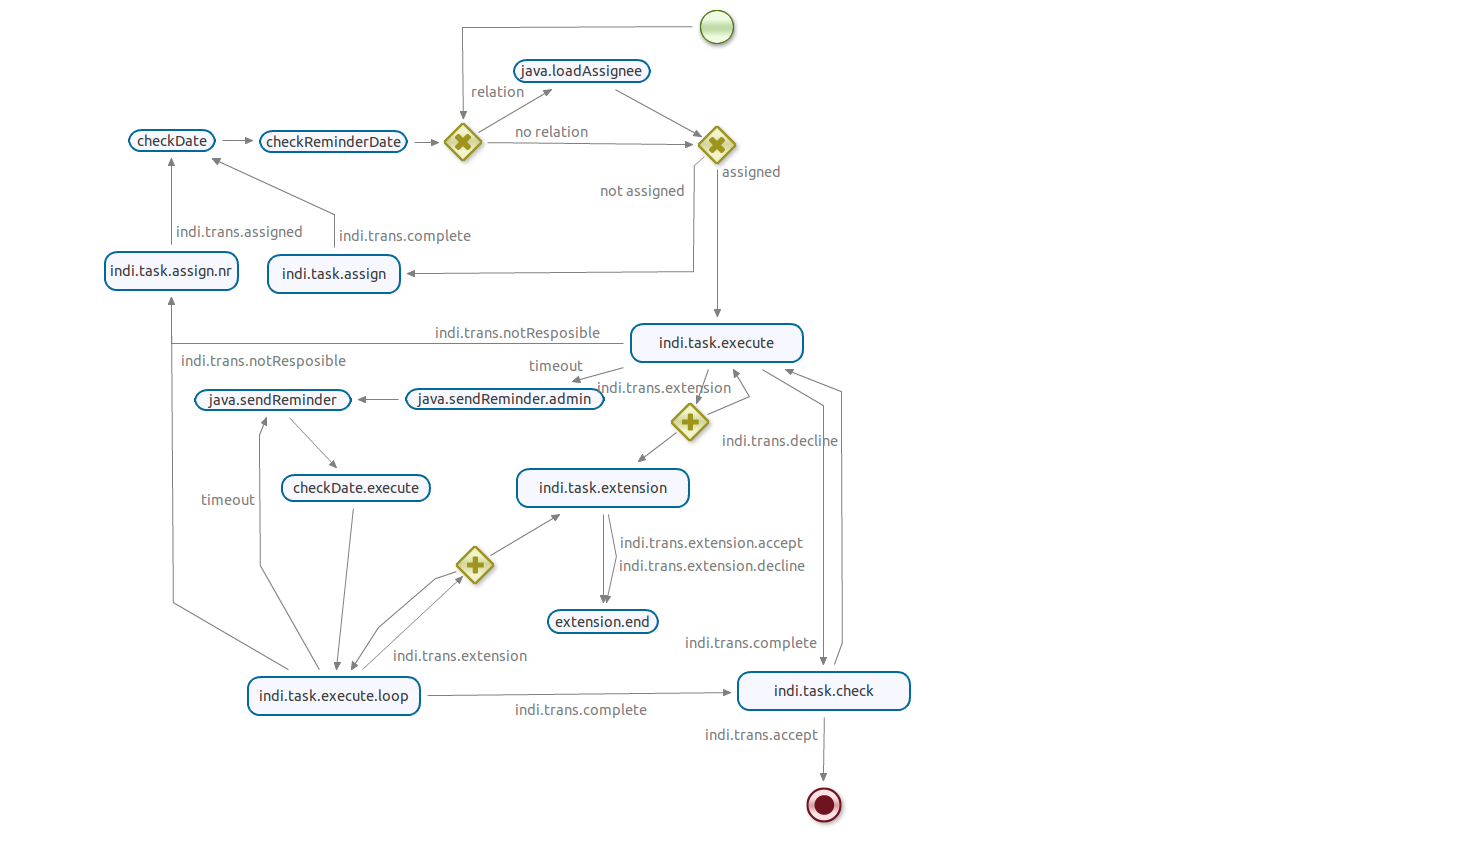 java.loadAssignee
relation
no relation
checkDate
checkReminderDate
assigned
not assigned
indi.trans.assigned
indi.trans.complete
indi.task.assign.nr
indi.task.assign
indi.trans.notResposible
indi.task.execute
indi.trans.notResposible
timeout
indi.trans.extension
java.sendReminder
java.sendReminder.admin
indi.trans.decline
checkDate.execute
indi.task.extension
timeout
indi.trans.extension.accept
indi.trans.extension.decline
extension.end
indi.trans.complete
indi.trans.extension
indi.task.execute.loop
indi.task.check
indi.trans.complete
indi.trans.accept